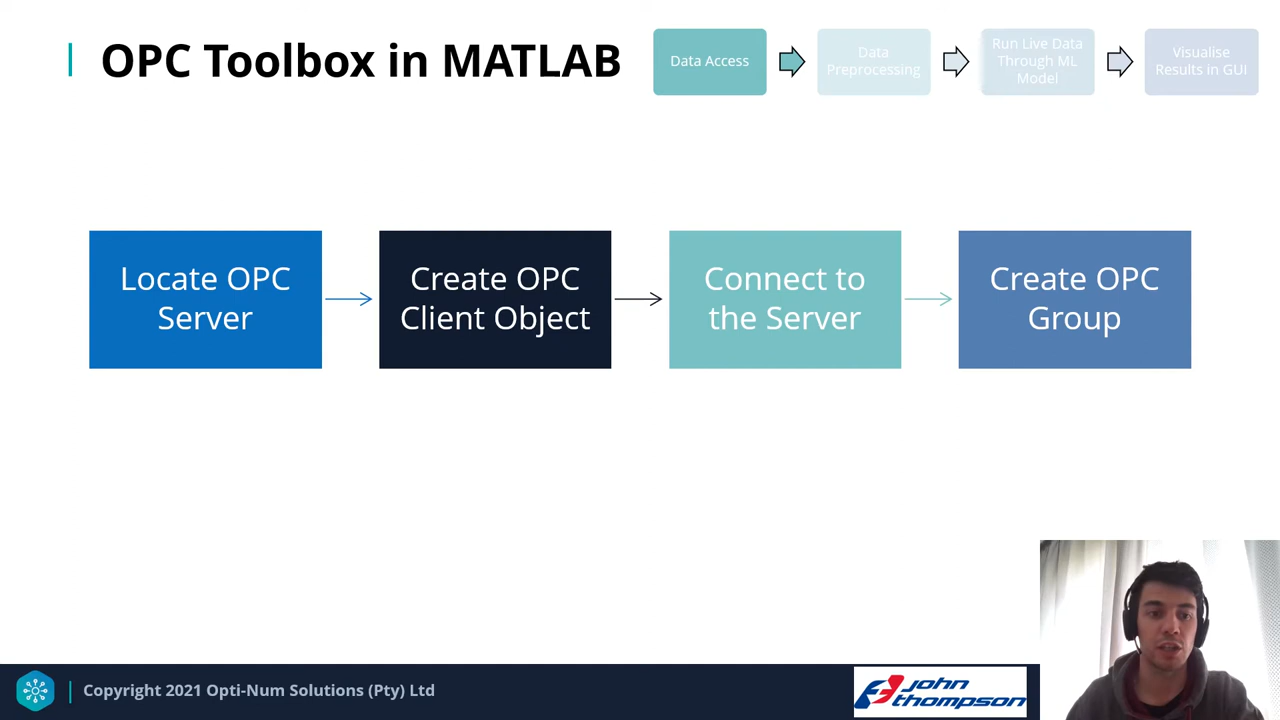 OPC Toolbox in MATLAB
Data Access
Data
Preprocessing
Run Live Data
Through ML
Model
Visualise
Results in GUI
Locate OPC
Server
Create OPC
Client Object
Connect to
the Server
Create OPC
Group
Copyright 2021 Opti-Num Solutions (Pty) Ltd
john
thompson